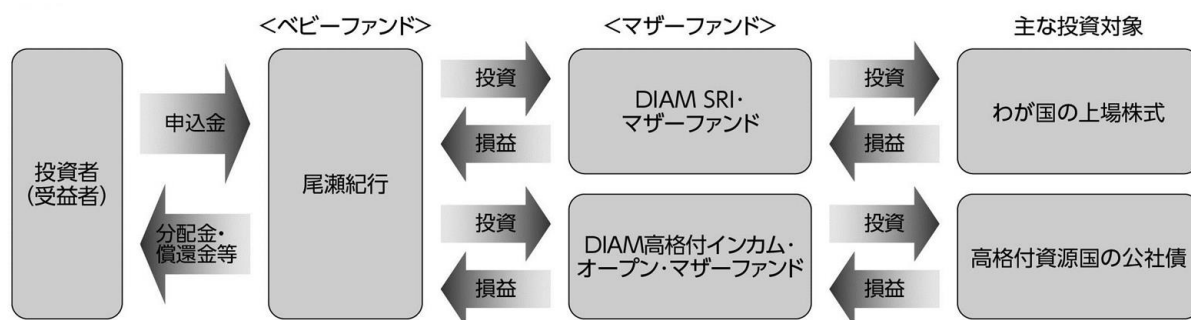 <ベビーファンド>
<マザーファンド>
主な投資対象
投資者
(受益者)
申込金
分配金・
償還金等
尾瀬紀行
投資
損益
投資
損益
DIAM SRI・
マザーファンド
DIAM高格付インカム・
オープン・マザーファンド
投資
損益
投資
損益
わが国の上場株式
高格付資源国の公社債